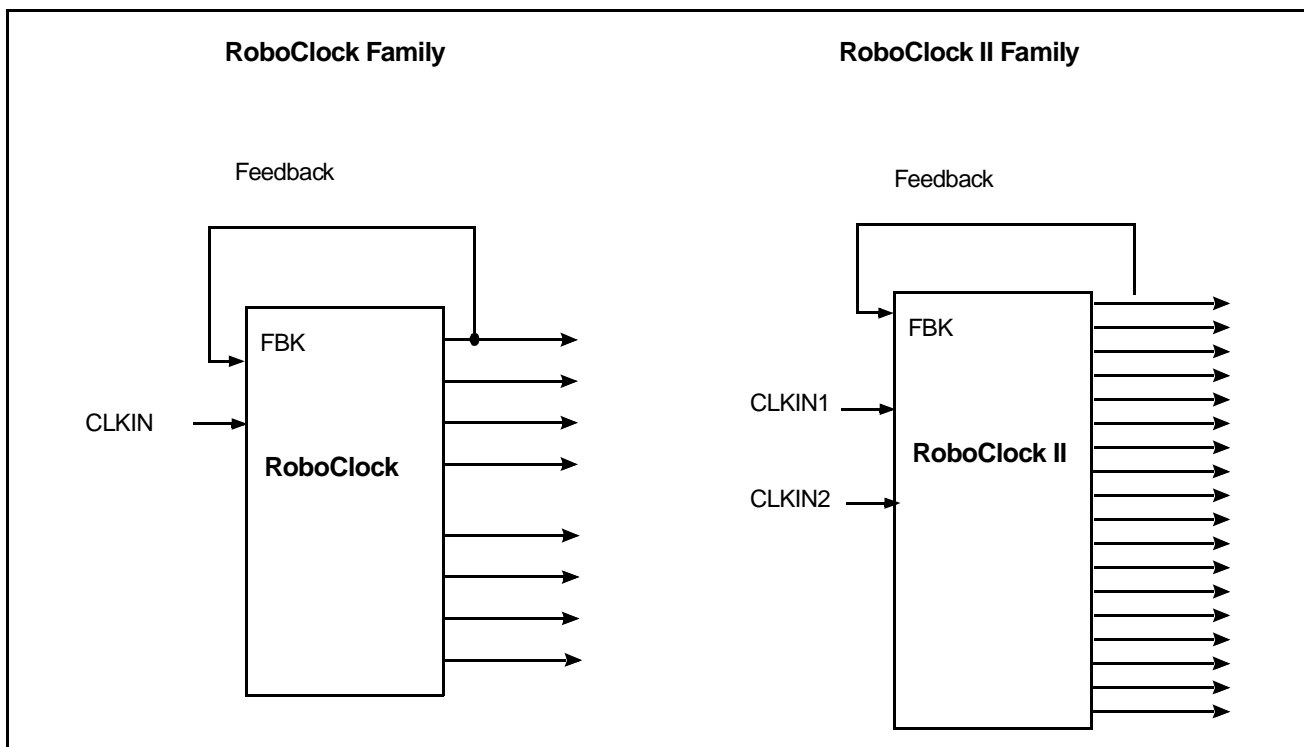 RoboClock Family
Feedback
FBK
CLKIN
RoboClock
RoboClock II Family
Feedback
FBK
CLKIN1
RoboClock II
CLKIN2